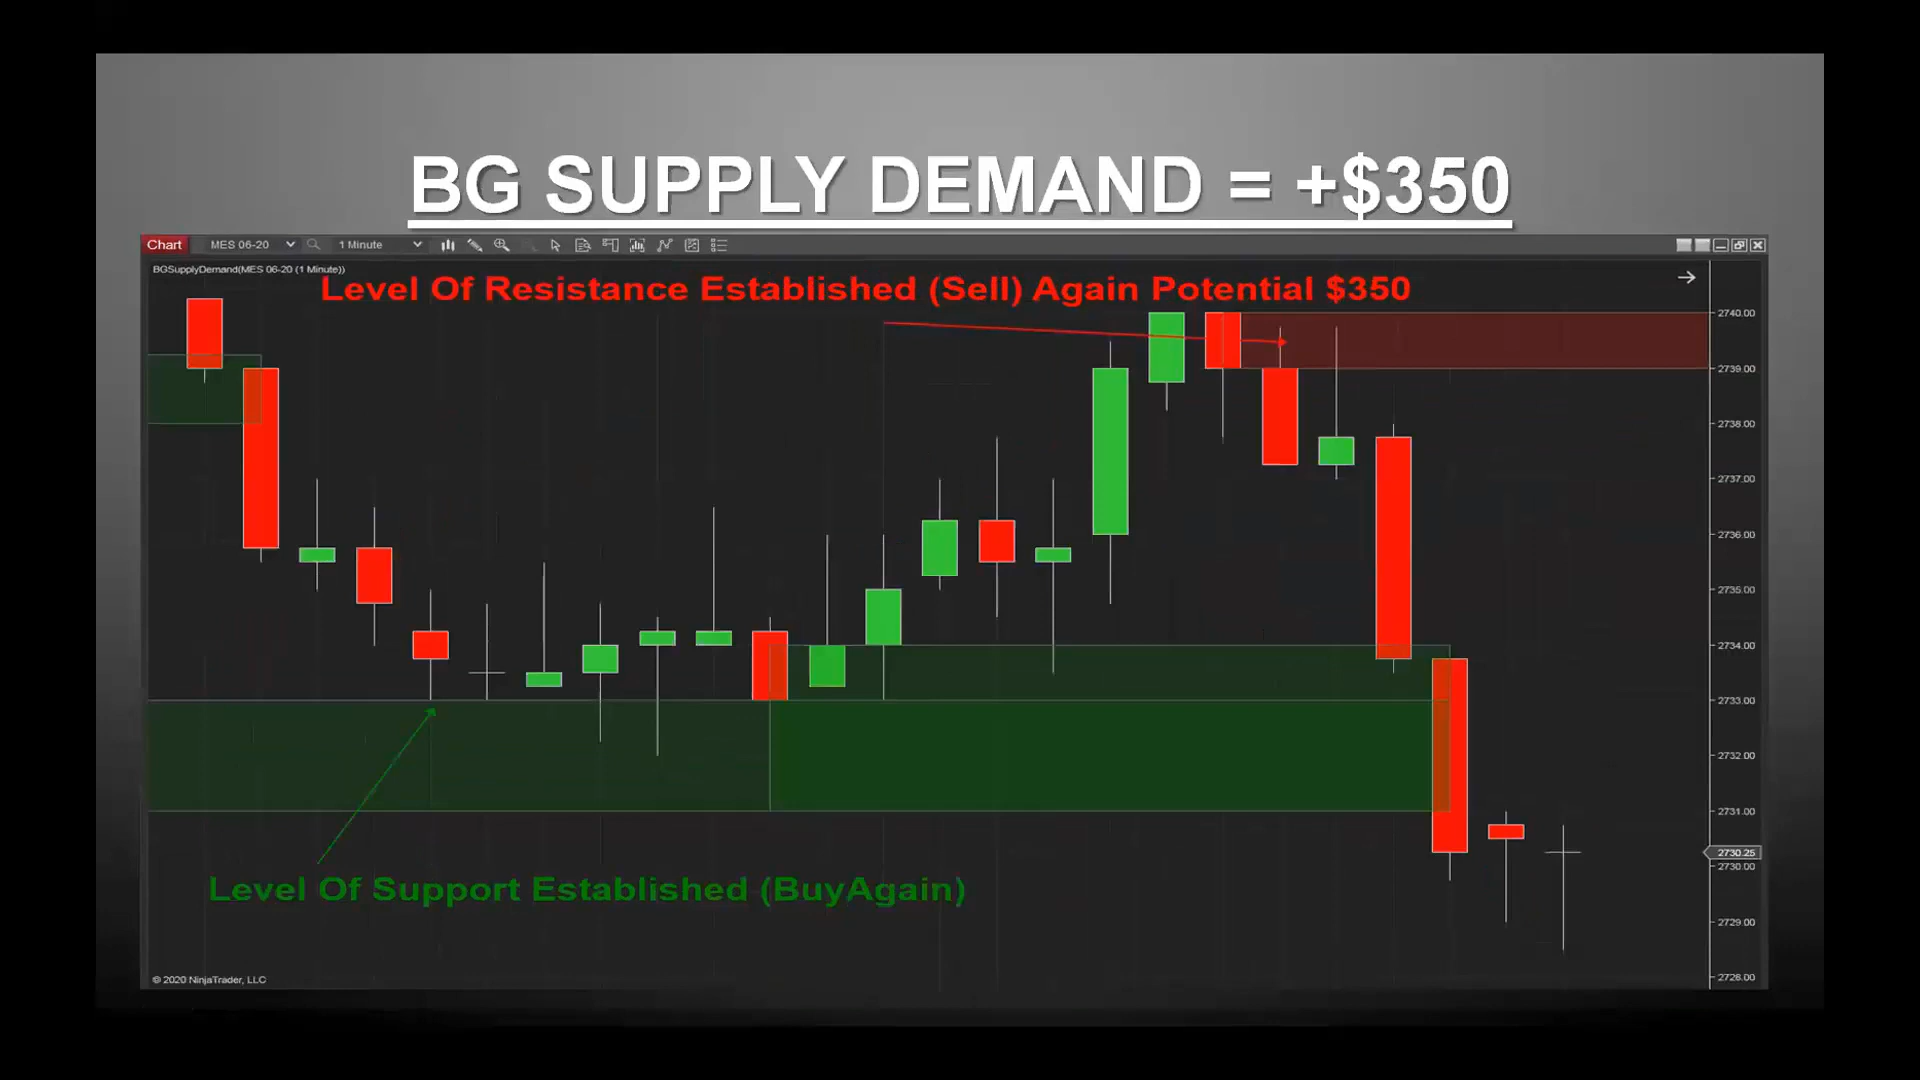 BG SUPPLY DEMAND = +$350
Chart MES 06-20 1 Minute
BGSupplyDemand(MES 06-20 (1 Minute))
Level Of Resistance Established (Sell) Again Potential $350
2740.00
2739.00
2738.00
2737.00
2736.00
2735.00
2734.00
2733.00
2732.00
2731.00
2730.25
2730.00
2729.00
2728.00
Level Of Support Established (BuyAgain)
© 2020 NinjaTrader, LLC